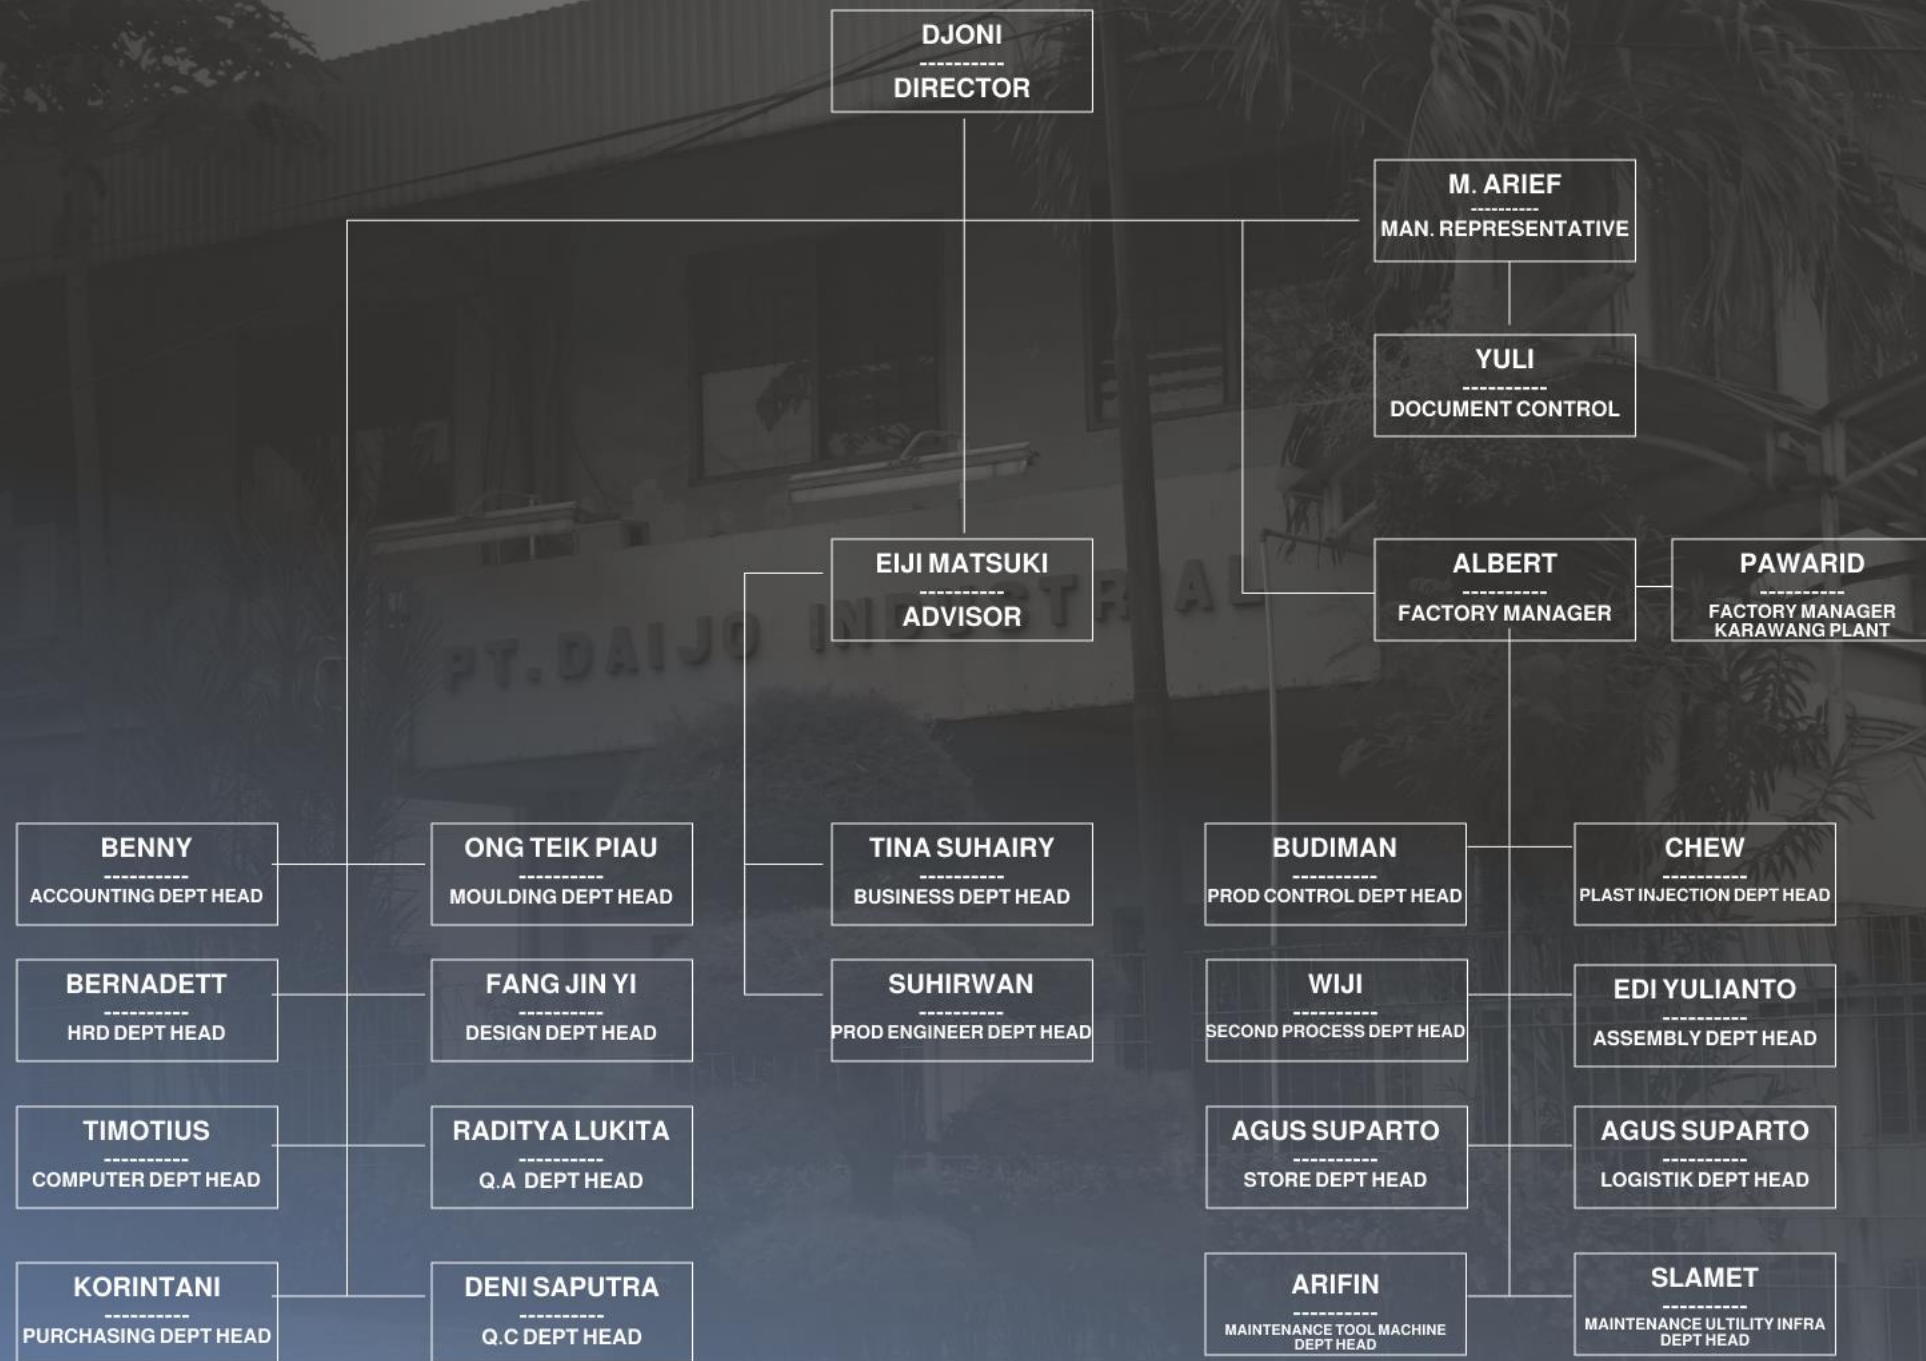 DJONI
----------
DIRECTOR
M. ARIEF
----------
MAN. REPRESENTATIVE
YULI
----------
DOCUMENT CONTROL
EIJI MATSUKI
----------
ADVISOR
ALBERT
----------
FACTORY MANAGER
PAWARID
----------
FACTORY MANAGER
KARAWANG PLANT
PT.DAIJO INDUSTRIAL
BENNY
----------
ACCOUNTING DEPT HEAD
ONG TEIK PIAU
----------
MOULDING DEPT HEAD
TINA SUHAIRY
----------
BUSINESS DEPT HEAD
BUDIMAN
----------
PROD CONTROL DEPT HEAD
CHEW
----------
PLAST INJECTION DEPT HEAD
BERNADETT
----------
HRD DEPT HEAD
FANG JIN YI
----------
DESIGN DEPT HEAD
SUHIRWAN
----------
PROD ENGINEER DEPT HEAD
WIJI
----------
SECOND PROCESS DEPT HEAD
EDI YULIANTO
----------
ASSEMBLY DEPT HEAD
TIMOTIUS
----------
COMPUTER DEPT HEAD
RADITYA LUKITA
----------
Q.A DEPT HEAD
AGUS SUPARTO
----------
STORE DEPT HEAD
AGUS SUPARTO
----------
LOGISTIK DEPT HEAD
KORINTANI
----------
PURCHASING DEPT HEAD
DENI SAPUTRA
----------
Q.C DEPT HEAD
ARIFIN
----------
MAINTENANCE TOOL MACHINE
DEPT HEAD
SLAMET
----------
MAINTENANCE ULTILITY INFRA
DEPT HEAD